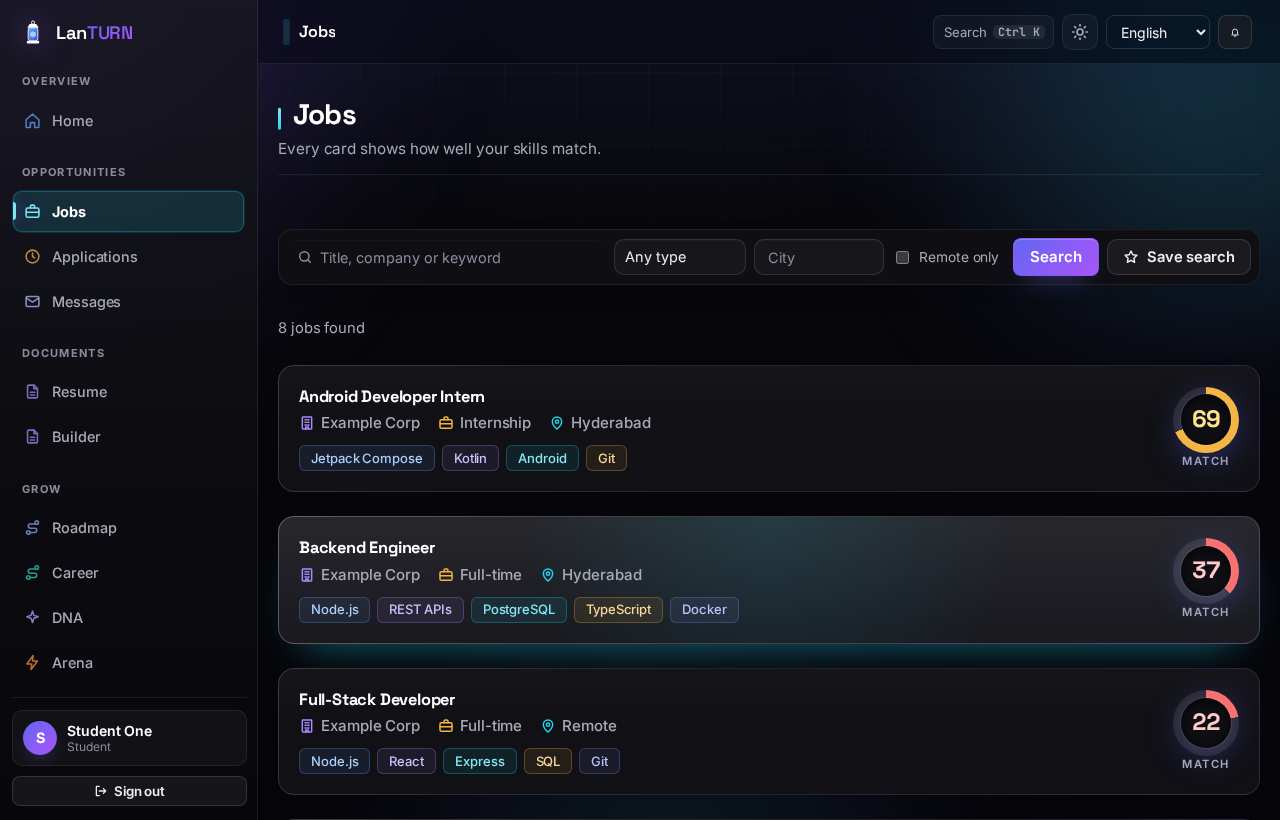 LanTURN
OVERVIEW
Home
OPPORTUNITIES
Jobs
Applications
Messages
DOCUMENTS
Resume
Builder
GROW
Roadmap
Career
DNA
Arena
S
Student One
Student
Sign out
Jobs
Search Ctrl K
English
Jobs
Every card shows how well your skills match.
Title, company or keyword
Any type
City
Remote only
Search
Save search
8 jobs found
Android Developer Intern
Example Corp Internship Hyderabad
Jetpack Compose Kotlin Android Git
69
MATCH
Backend Engineer
Example Corp Full-time Hyderabad
Node.js REST APIs PostgreSQL TypeScript Docker
37
MATCH
Full-Stack Developer
Example Corp Full-time Remote
Node.js React Express SQL Git
22
MATCH